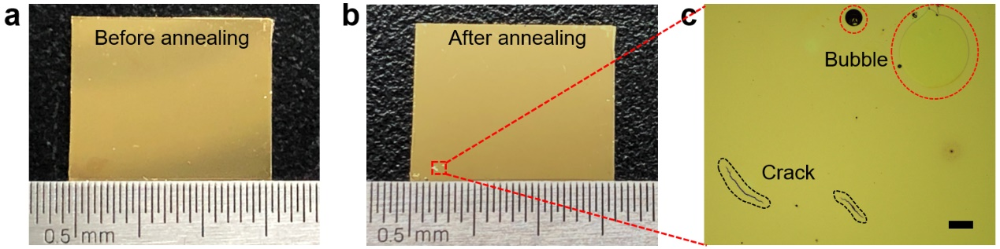 a
Before annealing
0.5 mm
b
After annealing
0.5 mm
c
Bubble
Crack